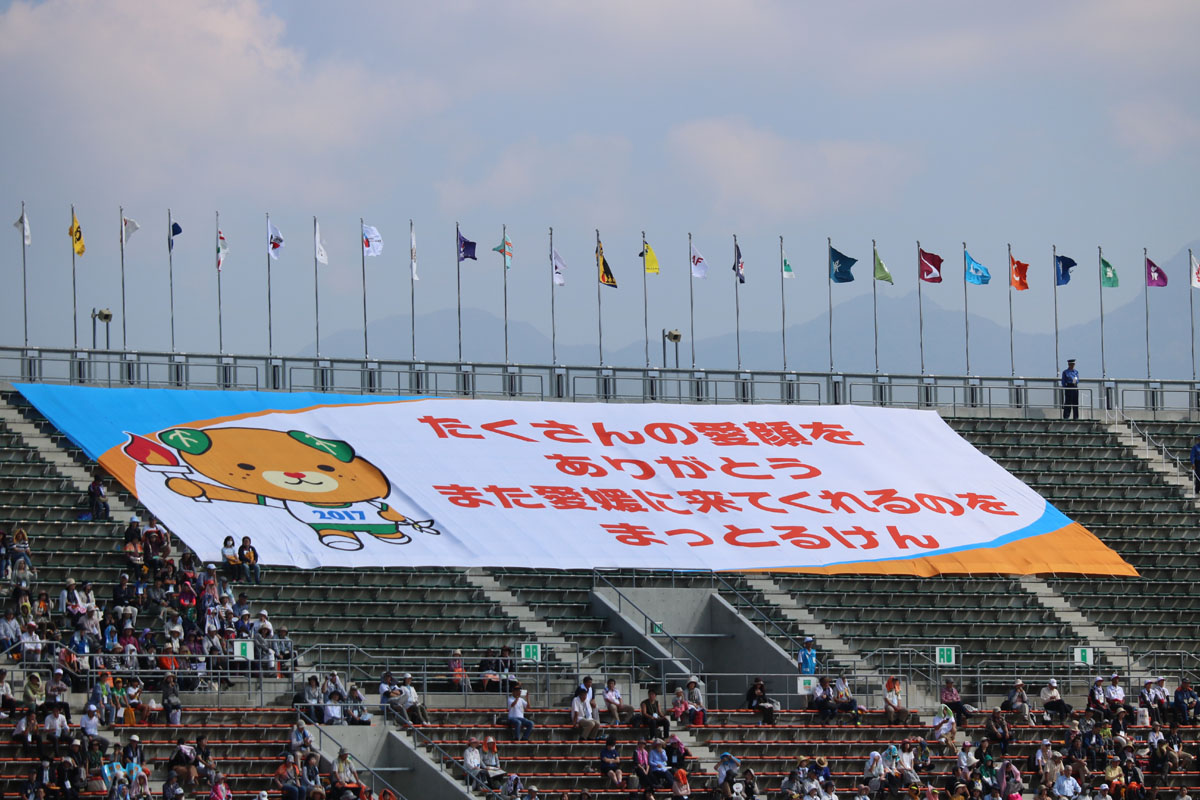 たくさんの愛顔を
ありがとう
また愛媛に来てくれるのを
まっとるけん
2017